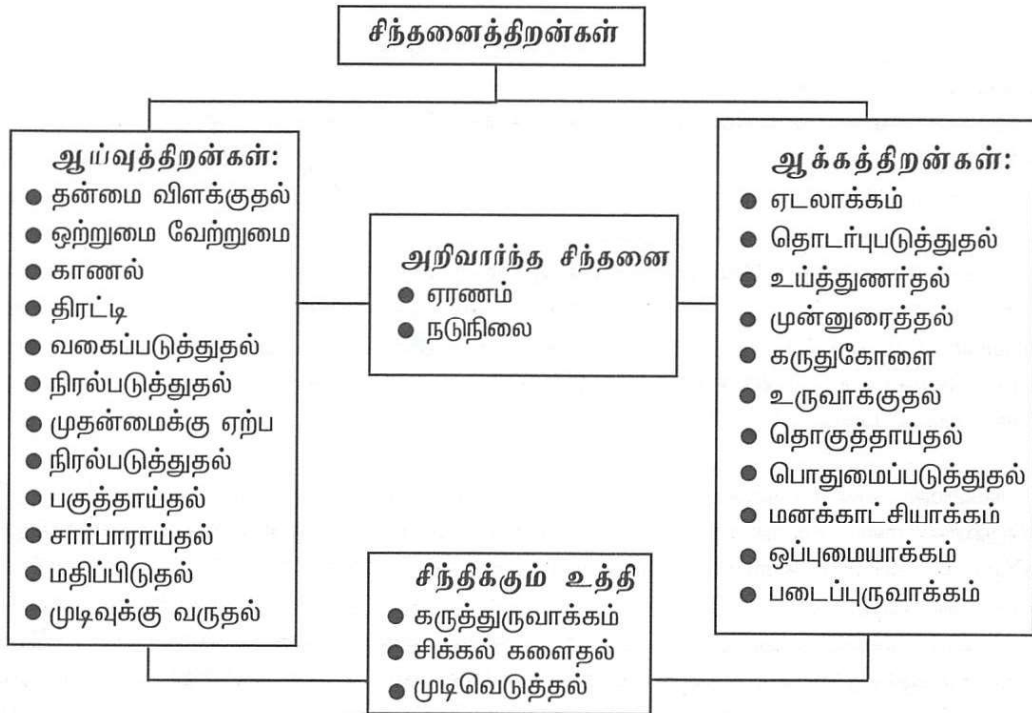 சிந்தனைத்திறன்கள்
ஆய்வுத்திறன்கள்:
● தன்மை விளக்குதல்
● ஒற்றுமை வேற்றுமை
● காணல்
● திரட்டி
● வகைப்படுத்துதல்
● நிரல்படுத்துதல்
● முதன்மைக்கு ஏற்ப
● நிரல்படுத்துதல்
● பகுத்தாய்தல்
● சார்பாராய்தல்
● மதிப்பிடுதல்
● முடிவுக்கு வருதல்
அறிவார்ந்த சிந்தனை
● ஏரணம்
● நடுநிலை
சிந்திக்கும் உத்தி
● கருத்துருவாக்கம்
● சிக்கல் களைதல்
● முடிவெடுத்தல்
ஆக்கத்திறன்கள்:
● ஏடலாக்கம்
● தொடர்புபடுத்துதல்
● உய்த்துணர்தல்
● முன்னுரைத்தல்
● கருதுகோளை
● உருவாக்குதல்
● தொகுத்தாய்தல்
● பொதுமைப்படுத்துதல்
● மனக்காட்சியாக்கம்
● ஒப்புமையாக்கம்
● படைப்புருவாக்கம்